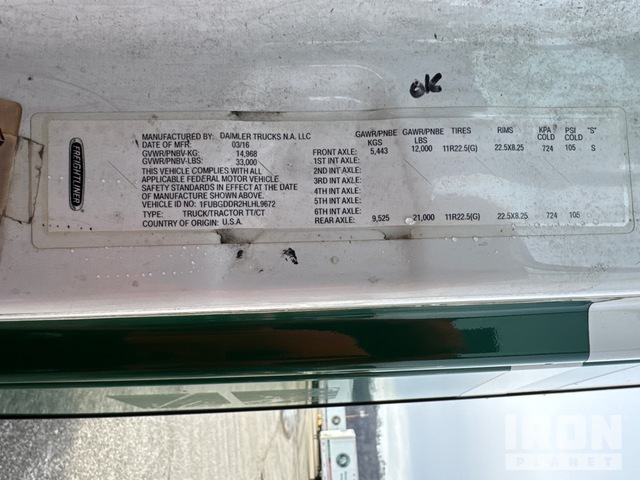 OK
FREIGHTLINER
MANUFACTURED BY: DAIMLER TRUCKS N.A. LLC
DATE OF MFR: 03/16
GVWR/PNBV-KG: 14,968
GVWR/PNBV-LBS: 33,000
THIS VEHICLE COMPLIES WITH ALL
APPLICABLE FEDERAL MOTOR VEHICLE
SAFETY STANDARDS IN EFFECT ON THE DATE
OF MANUFACTURE SHOWN ABOVE.
VEHICLE ID NO: 1FUBGDDR2HLHL9672
TYPE: TRUCK/TRACTOR TT/CT
COUNTRY OF ORIGIN: U.S.A.
GAWR/PNBE KGS GAWR/PNBE LBS TIRES RIMS KPA COLD PSI COLD "S"
FRONT AXLE: 5,443 12,000 11R22.5(G) 22.5X8.25 724 105 S
1ST INT AXLE:
2ND INT AXLE:
3RD INT AXLE:
4TH INT AXLE:
5TH INT AXLE:
6TH INT AXLE:
REAR AXLE: 9,525 21,000 11R22.5(G) 22.5X8.25 724 105
IRON
PLANET